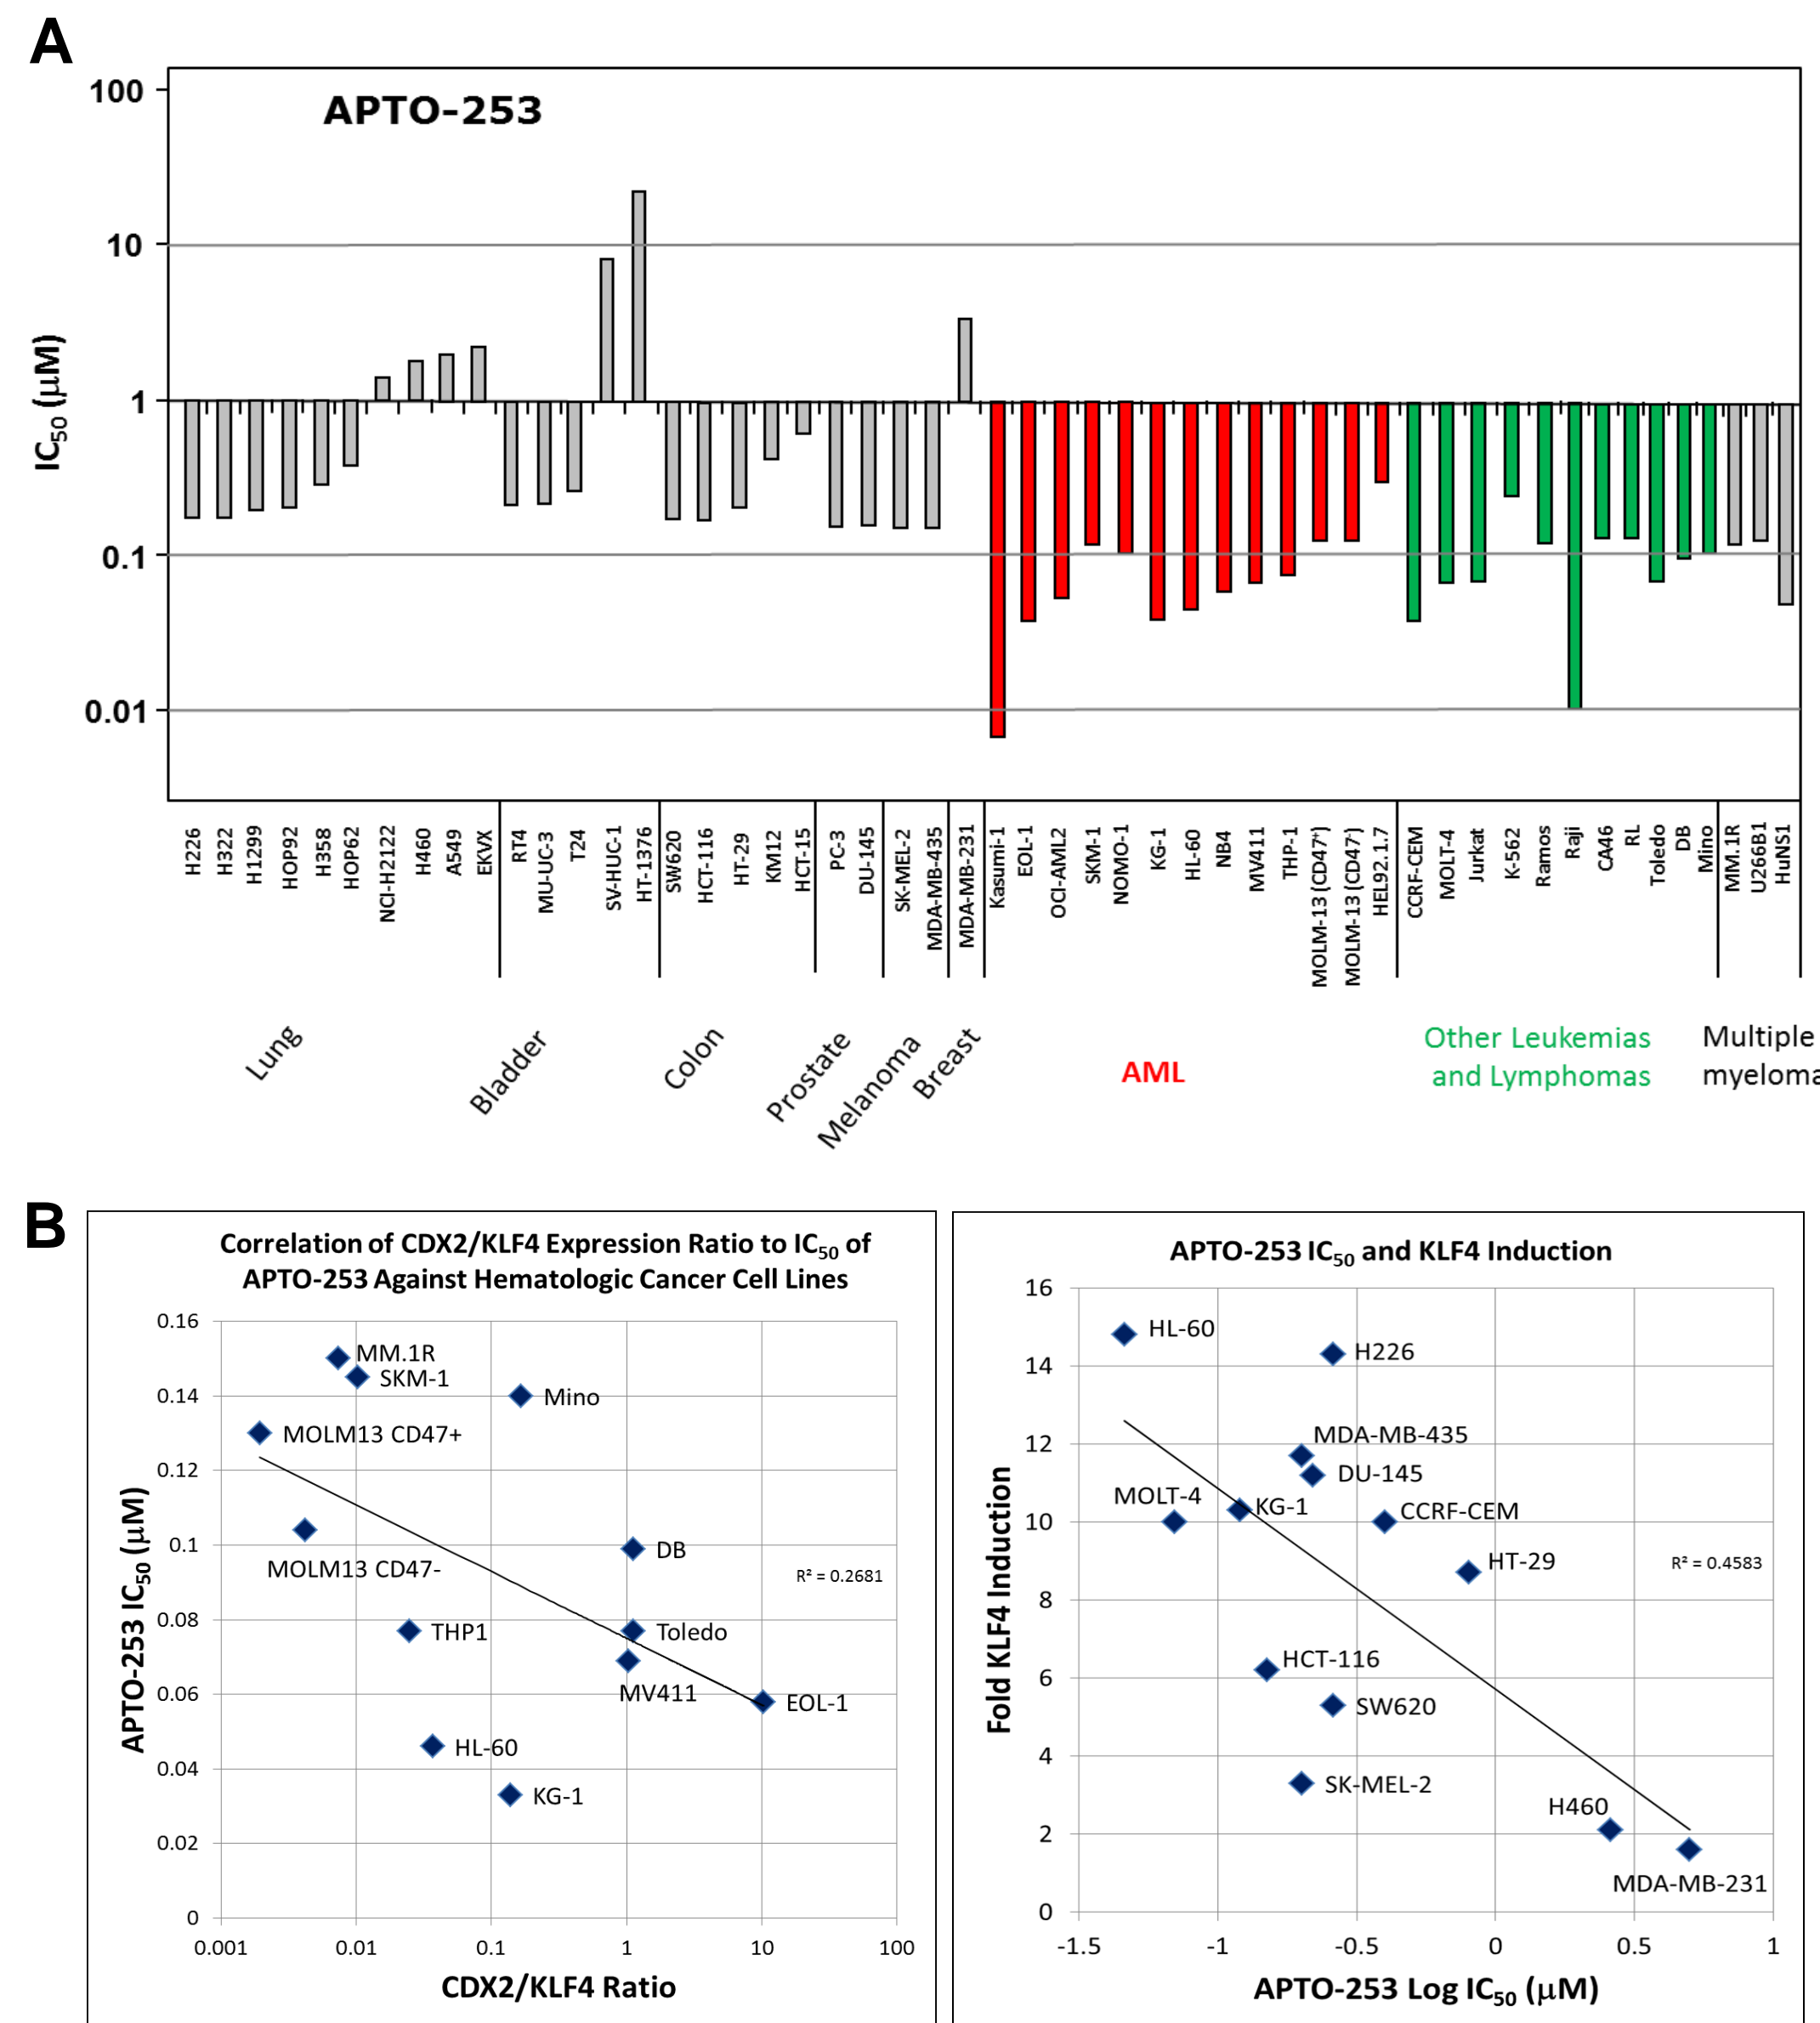 A
APTO-253
100
10
1
0.1
0.01
IC50 (μM)
H226
H322
H1299
HOP92
H358
HOP62
NCI-H2122
H460
A549
EKVX
RT4
MU-UC-3
T24
SV-HUC-1
HT-1376
SW620
HCT-116
HT-29
KM12
HCT-15
PC-3
DU-145
SK-MEL-2
MDA-MB-435
MDA-MB-231
Kasumi-1
EOL-1
OCI-AML2
SKM-1
NOMO-1
KG-1
HL-60
NB4
MV411
THP-1
MOLM-13 (CD47⁺)
MOLM-13 (CD47⁻)
HEL92.1.7
CCRF-CEM
MOLT-4
Jurkat
K-562
Ramos
Raji
CA46
RL
Toledo
DB
Mino
MM.1R
U266B1
HuNS1
Lung
Bladder
Colon
Prostate
Melanoma
Breast
AML
Other Leukemias
and Lymphomas
Multiple
myeloma
B
Correlation of CDX2/KLF4 Expression Ratio to IC50 of
APTO-253 Against Hematologic Cancer Cell Lines
0.16
0.14
0.12
0.1
0.08
0.06
0.04
0.02
0
APTO-253 IC50 (μM)
MM.1R
SKM-1
Mino
MOLM13 CD47+
MOLM13 CD47-
DB
R² = 0.2681
THP1
Toledo
MV411
EOL-1
HL-60
KG-1
0.001
0.01
0.1
1
10
100
CDX2/KLF4 Ratio
APTO-253 IC50 and KLF4 Induction
16
14
12
10
8
6
4
2
0
Fold KLF4 Induction
HL-60
H226
MDA-MB-435
DU-145
MOLT-4
KG-1
CCRF-CEM
HT-29
R² = 0.4583
HCT-116
SW620
SK-MEL-2
H460
MDA-MB-231
-1.5
-1
-0.5
0
0.5
1
APTO-253 Log IC50 (μM)